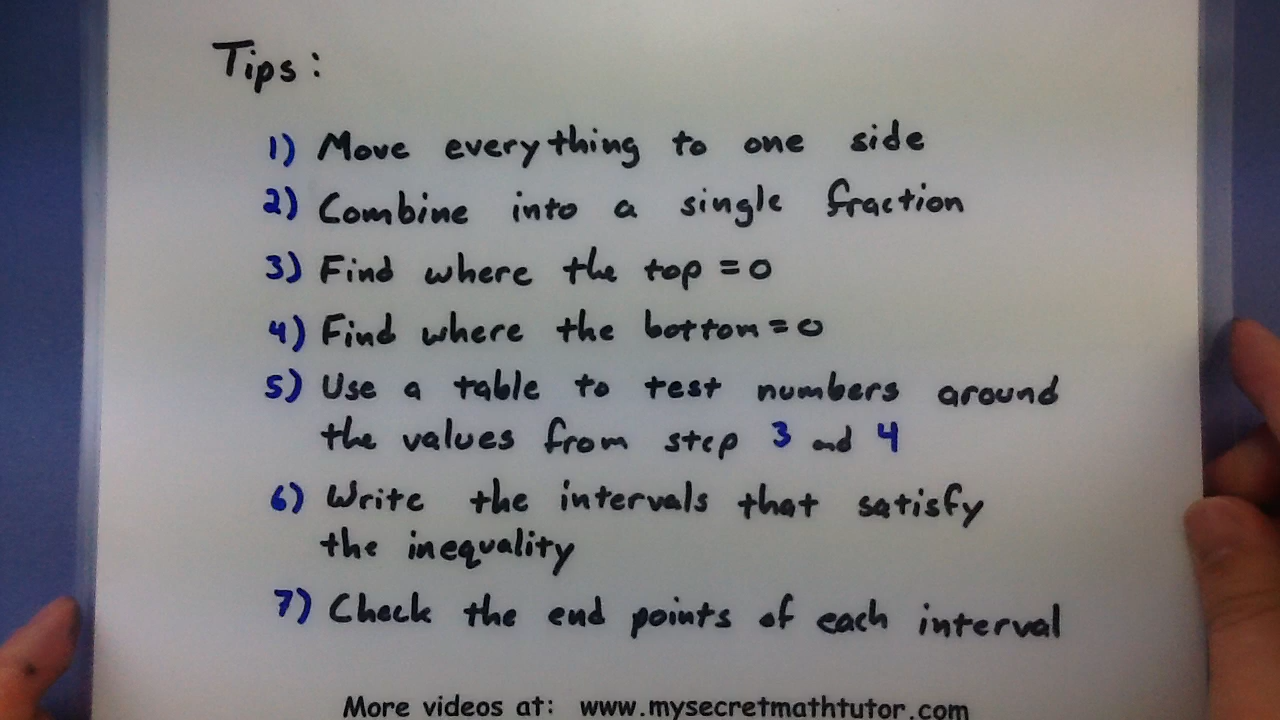 Tips:
1) Move everything to one side
2) Combine into a single fraction
3) Find where the top = 0
4) Find where the bottom = 0
5) Use a table to test numbers around
the values from step 3 and 4
6) Write the intervals that satisfy
the inequality
7) Check the end points of each interval
More videos at: www.mysecretmathtutor.com